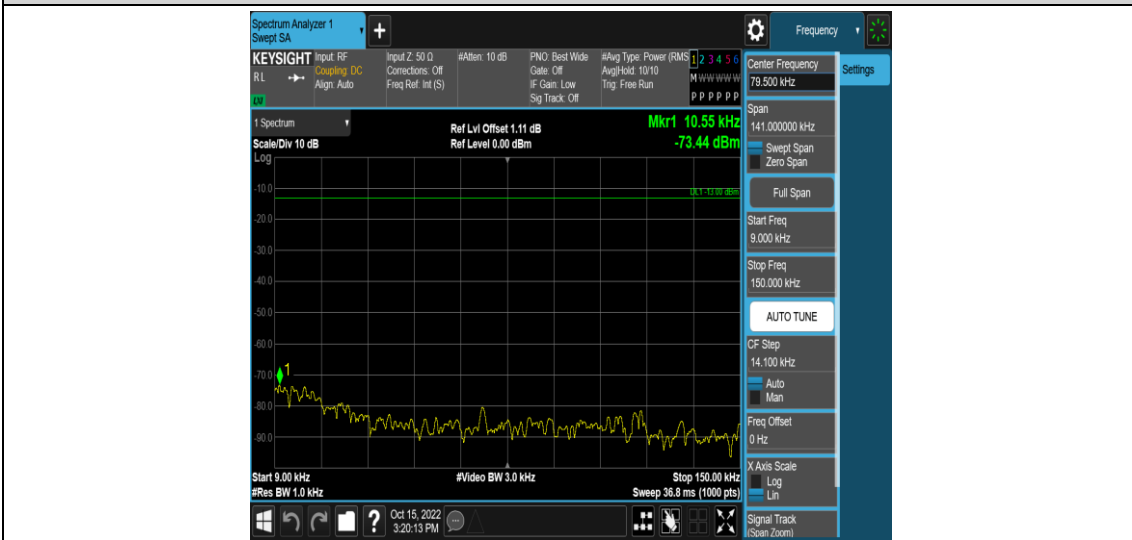 Spectrum Analyzer 1
Swept SA
+
Frequency
KEYSIGHT
R L
LXI
Input: RF
Coupling: DC
Align: Auto
Input Z: 50 Ω
Corrections: Off
Freq Ref: Int (S)
#Atten: 10 dB
PNO: Best Wide
Gate: Off
IF Gain: Low
Sig Track: Off
#Avg Type: Power (RMS
Avg|Hold: 10/10
Trig: Free Run
1 2 3 4 5 6
M W W W W W
P P P P P P
1 Spectrum
Scale/Div 10 dB
Log
Ref Lvl Offset 1.11 dB
Ref Level 0.00 dBm
Mkr1 10.55 kHz
-73.44 dBm
DL1 -13.00 dBm
-10.0
-20.0
-30.0
-40.0
-50.0
-60.0
-70.0
-80.0
-90.0
1
Start 9.00 kHz
#Res BW 1.0 kHz
#Video BW 3.0 kHz
Stop 150.00 kHz
Sweep 36.8 ms (1000 pts)
?
Oct 15, 2022
3:20:13 PM
Center Frequency
79.500 kHz
Settings
Span
141.000000 kHz
Swept Span
Zero Span
Full Span
Start Freq
9.000 kHz
Stop Freq
150.000 kHz
AUTO TUNE
CF Step
14.100 kHz
Auto
Man
Freq Offset
0 Hz
X Axis Scale
Log
Lin
Signal Track
(Span Zoom)